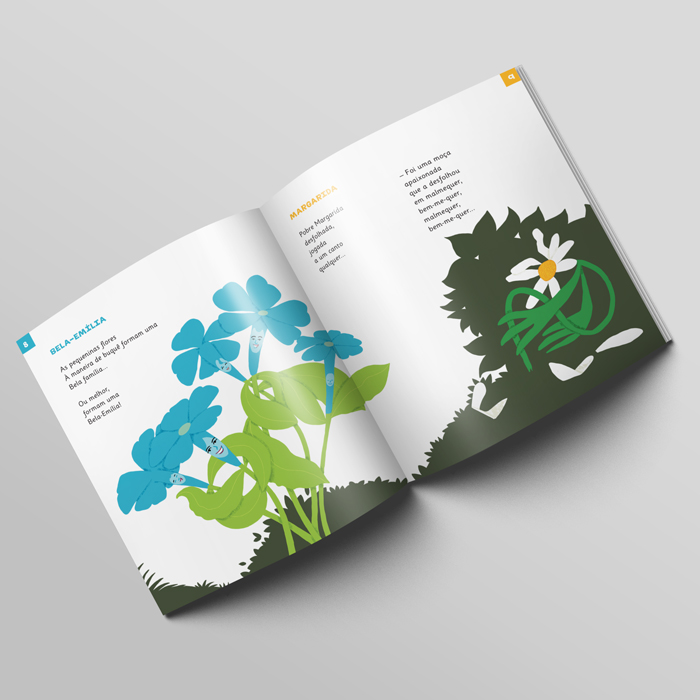 8
BELA-EMÍLIA
As pequeninas flores
À maneira de buquê formam uma
Bela família...
Ou melhor,
formam uma
Bela-Emília!
MARGARIDA
Pobre Margarida
desfolhada,
jogada
a um canto
qualquer...
– Foi uma moça
apaixonada
que a desfolhou
em malmequer,
bem-me-quer,
malmequer,
bem-me-quer...
9